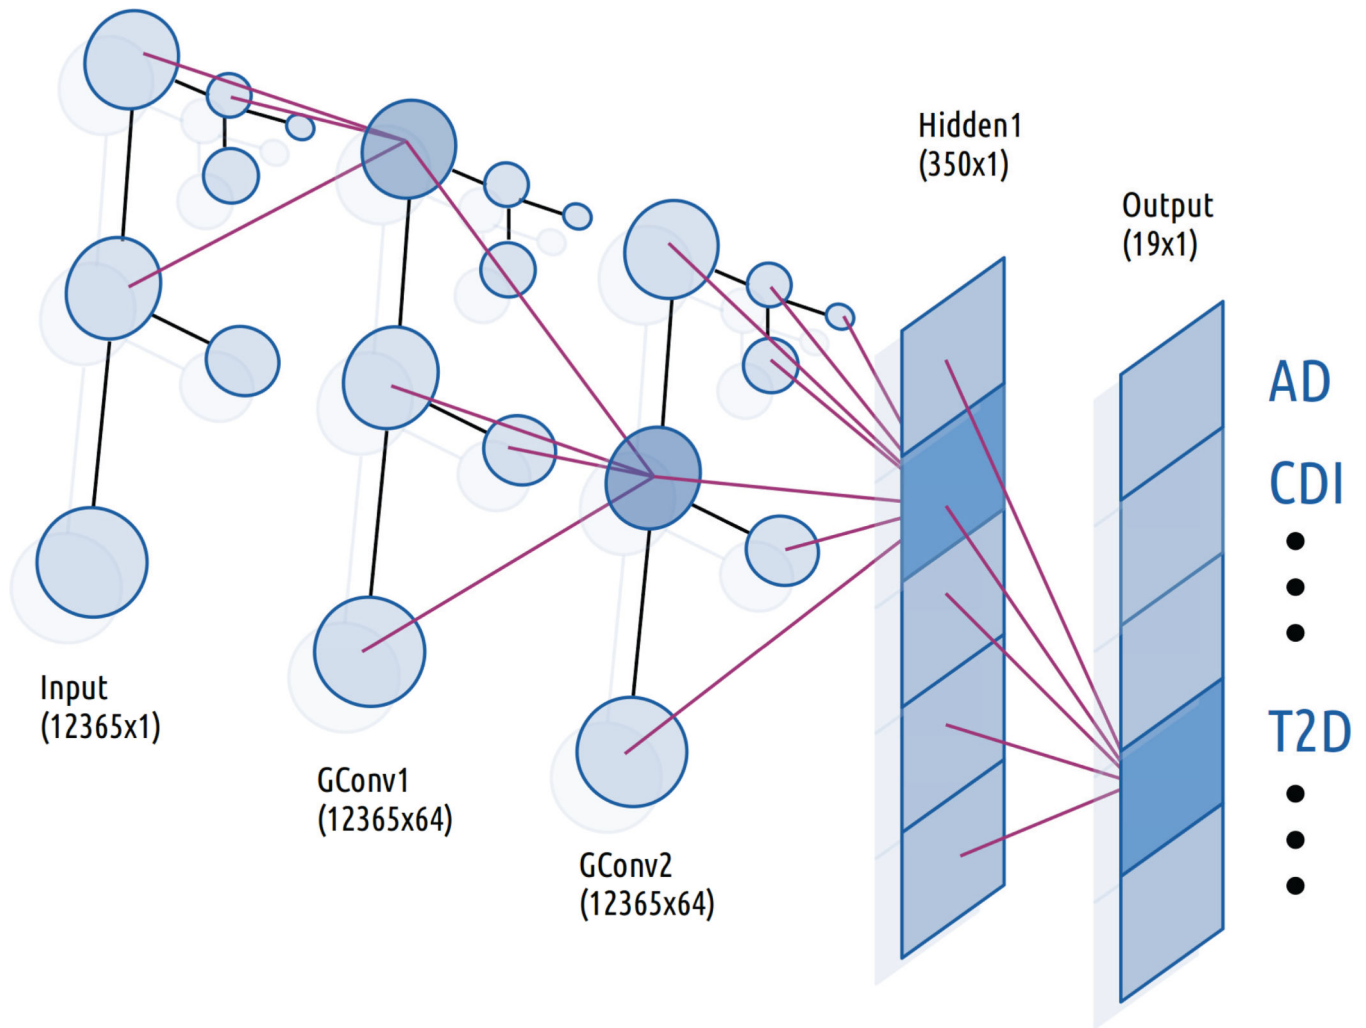 Input
(12365x1)
GConv1
(12365x64)
GConv2
(12365x64)
Hidden1
(350x1)
Output
(19x1)
AD
CDI
T2D